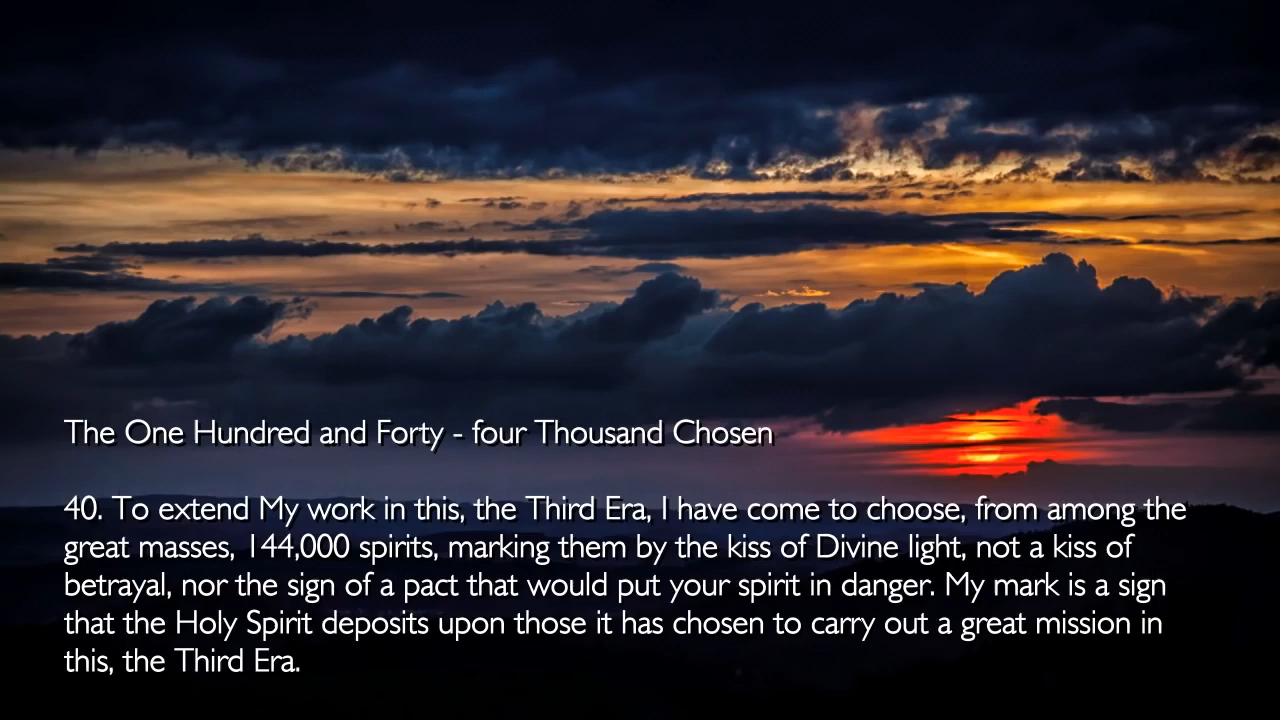 The One Hundred and Forty - four Thousand Chosen
40. To extend My work in this, the Third Era, I have come to choose, from among the
great masses, 144,000 spirits, marking them by the kiss of Divine light, not a kiss of
betrayal, nor the sign of a pact that would put your spirit in danger. My mark is a sign
that the Holy Spirit deposits upon those it has chosen to carry out a great mission in
this, the Third Era.